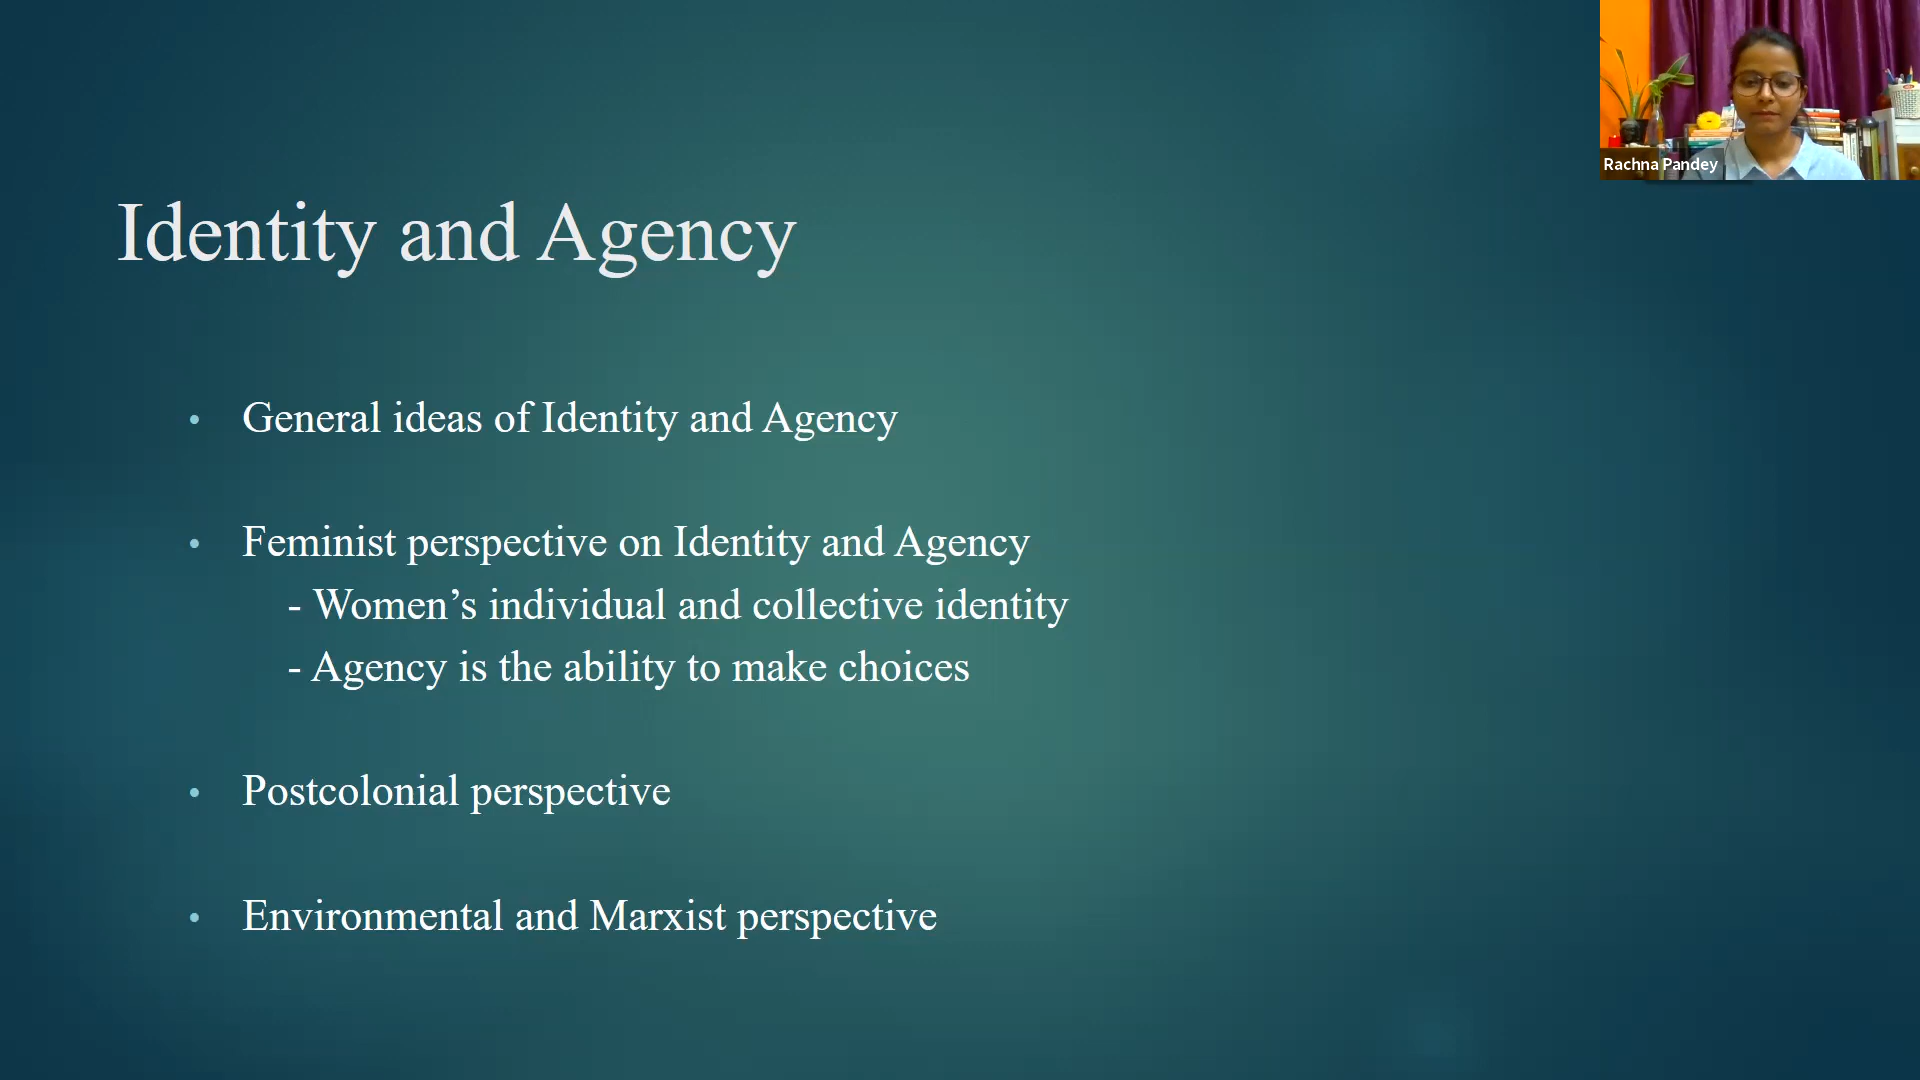 Rachna Pandey
Identity and Agency
• General ideas of Identity and Agency
• Feminist perspective on Identity and Agency
- Women’s individual and collective identity
- Agency is the ability to make choices
• Postcolonial perspective
• Environmental and Marxist perspective